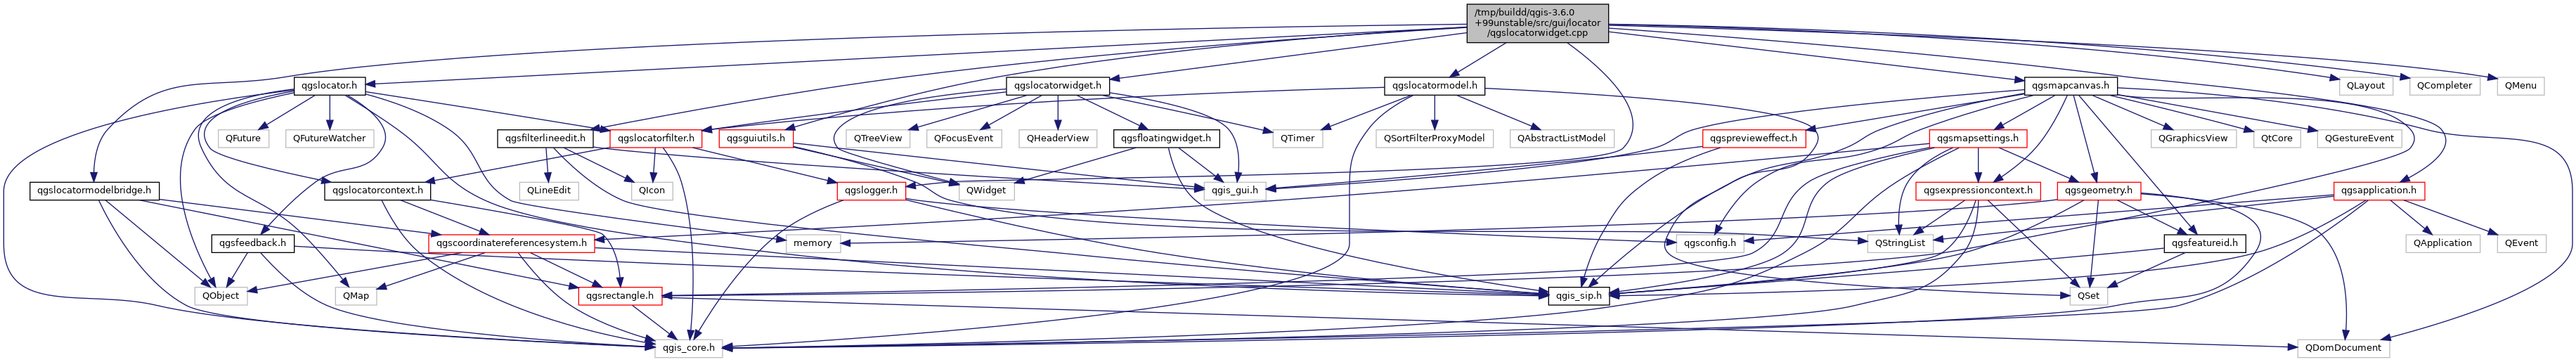 /tmp/buildd/qgis-3.6.0
+99unstable/src/gui/locator
/qgslocatorwidget.cpp
qgslocator.h
qgslocatorwidget.h
qgslocatormodel.h
qgsmapcanvas.h
QLayout
QCompleter
QMenu
QFuture
QFutureWatcher
qgsfilterlineedit.h
qgslocatorfilter.h
qgsguiutils.h
QTreeView
QFocusEvent
QHeaderView
qgsfloatingwidget.h
QTimer
QSortFilterProxyModel
QAbstractListModel
qgsprevieweffect.h
qgsmapsettings.h
QGraphicsView
QtCore
QGestureEvent
qgslocatormodelbridge.h
qgslocatorcontext.h
QLineEdit
QIcon
qgslogger.h
QWidget
qgis_gui.h
qgsexpressioncontext.h
qgsgeometry.h
qgsapplication.h
qgsfeedback.h
qgscoordinatereferencesystem.h
memory
qgsconfig.h
QStringList
qgsfeatureid.h
QApplication
QEvent
QObject
QMap
qgsrectangle.h
qgis_sip.h
QSet
qgis_core.h
QDomDocument